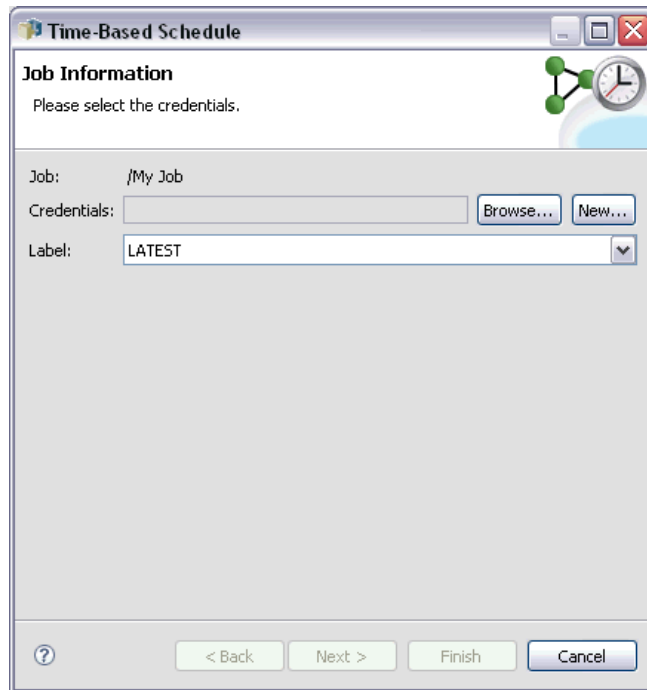 Time-Based Schedule
Job Information
Please select the credentials.
Job: /My Job
Credentials: Browse... New...
Label: LATEST
? < Back Next > Finish Cancel